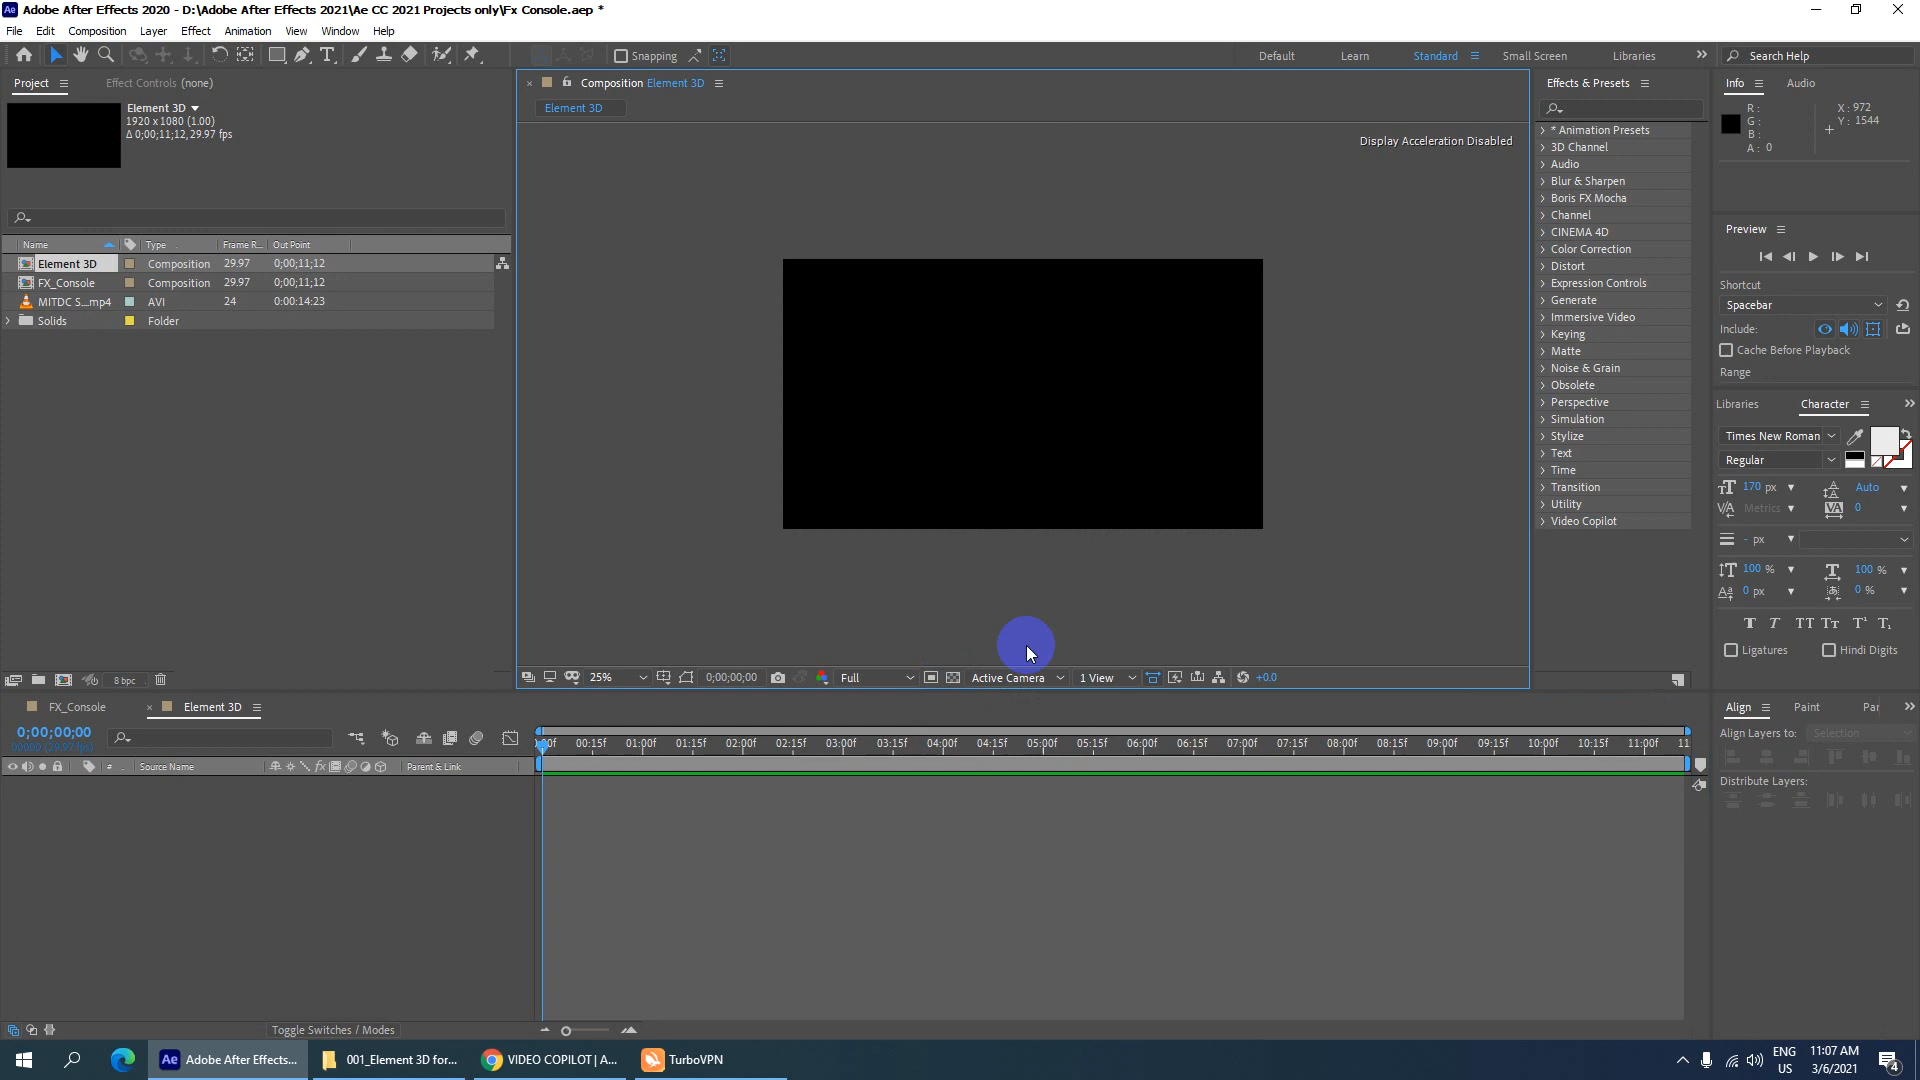 Adobe After Effects 2020 - D:\Adobe After Effects 2021\Ae CC 2021 Projects only\Fx Console.aep *
File Edit Composition Layer Effect Animation View Window Help
Snapping
Default Learn Standard Small Screen Libraries
Search Help
Project
Effect Controls (none)
Element 3D
1920 x 1080 (1.00)
Δ 0;00;11;12, 29.97 fps
Name Type Frame R... Out Point
Element 3D Composition 29.97 0;00;11;12
FX_Console Composition 29.97 0;00;11;12
MITDC S...mp4 AVI 24 0:00:14:23
Solids Folder
8 bpc
Composition Element 3D
Element 3D
Display Acceleration Disabled
25% 0;00;00;00 Full Active Camera 1 View +0.0
Effects & Presets
* Animation Presets
3D Channel
Audio
Blur & Sharpen
Boris FX Mocha
Channel
CINEMA 4D
Color Correction
Distort
Expression Controls
Generate
Immersive Video
Keying
Matte
Noise & Grain
Obsolete
Perspective
Simulation
Stylize
Text
Time
Transition
Utility
Video Copilot
Info Audio
R :
G :
B :
A : 0
X : 972
Y : 1544
Preview
Shortcut
Spacebar
Include:
Cache Before Playback
Range
Libraries Character
Times New Roman
Regular
170 px Auto
Metrics 0
- px
100 % 100 %
0 px 0 %
Ligatures Hindi Digits
Align Paint Par
Align Layers to: Selection
Distribute Layers:
FX_Console Element 3D
0;00;00;00
00000 (29.97 fps)
# Source Name Parent & Link
00f 00:15f 01:00f 01:15f 02:00f 02:15f 03:00f 03:15f 04:00f 04:15f 05:00f 05:15f 06:00f 06:15f 07:00f 07:15f 08:00f 08:15f 09:00f 09:15f 10:00f 10:15f 11:00f 11:
Toggle Switches / Modes
Adobe After Effects...
001_Element 3D for...
VIDEO COPILOT | A...
TurboVPN
ENG
US
11:07 AM
3/6/2021
4